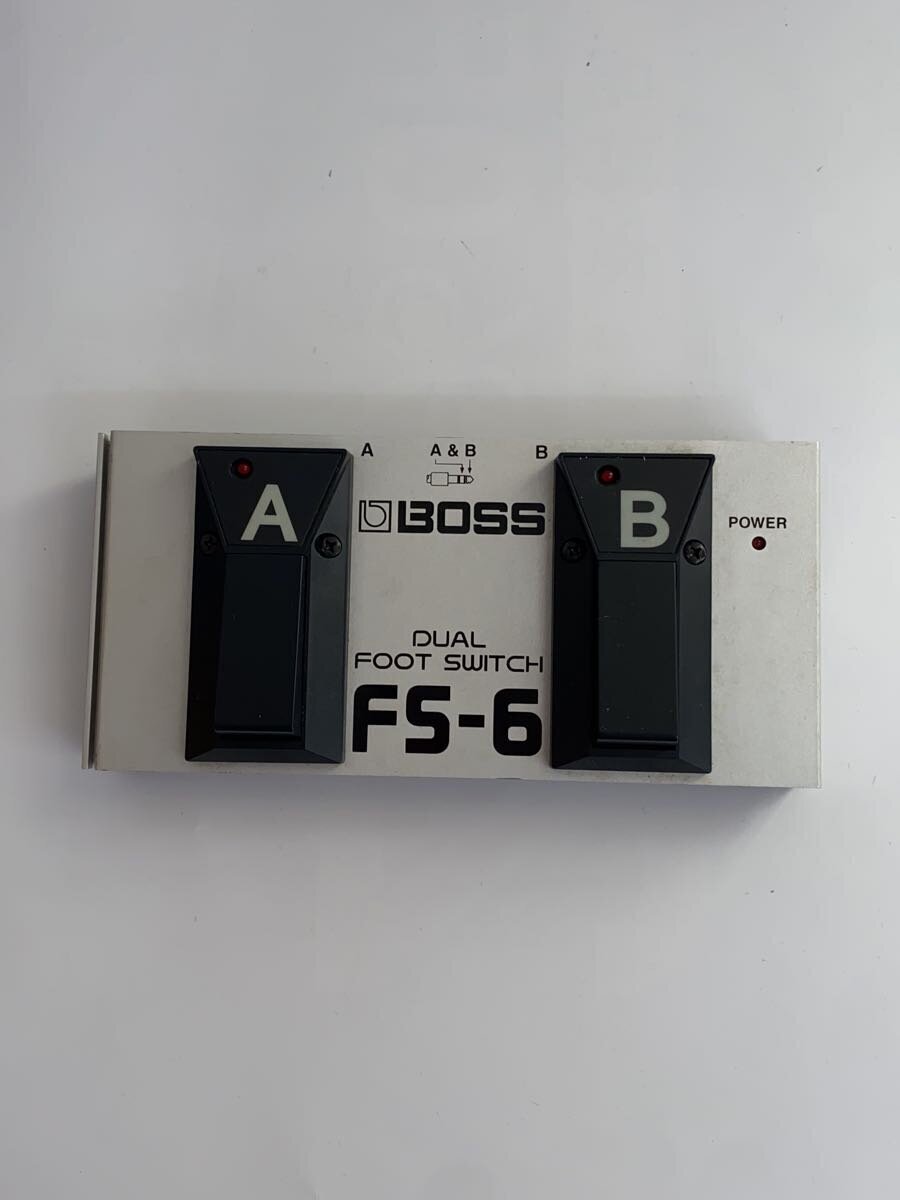 A A & B B
A
BOSS
B
POWER
DUAL
FOOT SWITCH
FS-6